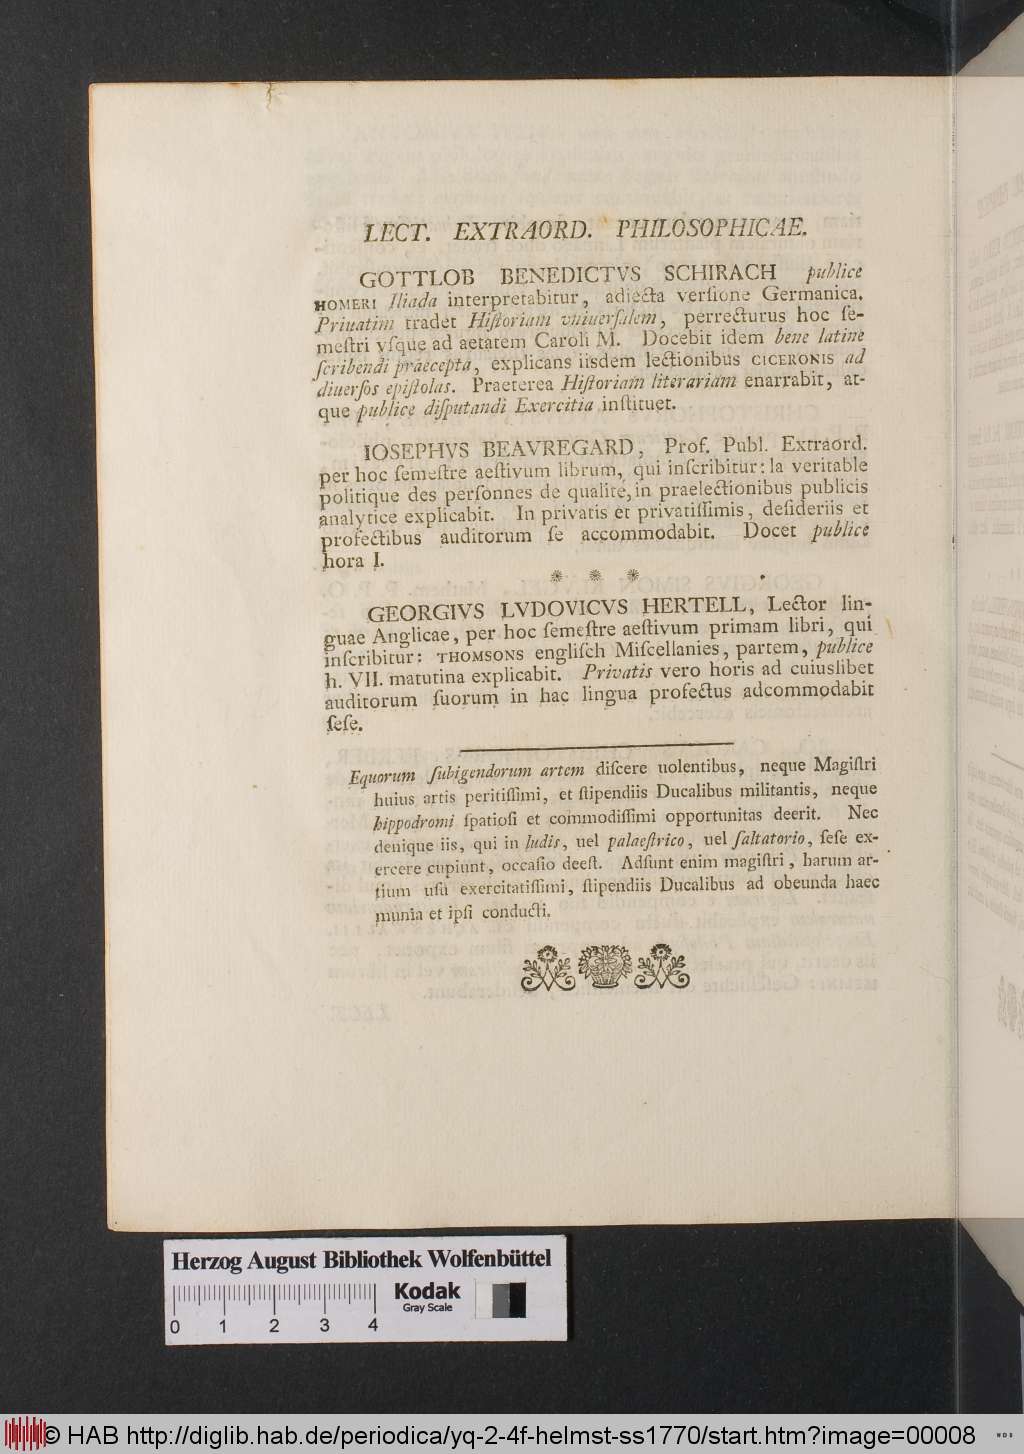 LECT. EXTRAORD. PHILOSOPHICAE.
GOTTLOB BENEDICTVS SCHIRACH publice
HOMERI Iliada interpretabitur, adiecta verſione Germanica.
Priuatim tradet Hiſtoriam vniuerſalem, perrecturus hoc ſe-
meſtri vſque ad aetatem Caroli M. Docebit idem bene latine
ſcribendi praecepta, explicans iisdem lectionibus CICERONIS ad
diuerſos epiſtolas. Praeterea Hiſtoriam literariam enarrabit, at-
que publice diſputandi Exercitia inſtituet.
IOSEPHVS BEAVREGARD, Prof. Publ. Extraord.
per hoc ſemeſtre aeſtivum librum, qui inſcribitur: la veritable
politique des perſonnes de qualité, in praelectionibus publicis
analytice explicabit. In privatis et privatiſſimis, deſideriis et
profectibus auditorum ſe accommodabit. Docet publice
hora I.
* * *
GEORGIVS LVDOVICVS HERTELL, Lector lin-
guae Anglicae, per hoc ſemeſtre aeſtivum primam libri, qui
inſcribitur: THOMSONS engliſch Miſcellanies, partem, publice
h. VII. matutina explicabit. Privatis vero horis ad cuiuslibet
auditorum ſuorum in hac lingua profectus adcommodabit
ſeſe.
Equorum ſubigendorum artem diſcere uolentibus, neque Magiſtri
huius artis peritiſſimi, et ſtipendiis Ducalibus militantis, neque
hippodromi ſpatioſi et commodiſſimi opportunitas deerit. Nec
denique iis, qui in ludis, uel palaeſtrico, uel ſaltatorio, ſeſe ex-
ercere cupiunt, occaſio deeſt. Adſunt enim magiſtri, harum ar-
tium uſu exercitatiſſimi, ſtipendiis Ducalibus ad obeunda haec
munia et ipſi conducti.
Herzog August Bibliothek Wolfenbüttel
Kodak
Gray Scale
0 1 2 3 4
© HAB http://diglib.hab.de/periodica/yq-2-4f-helmst-ss1770/start.htm?image=00008